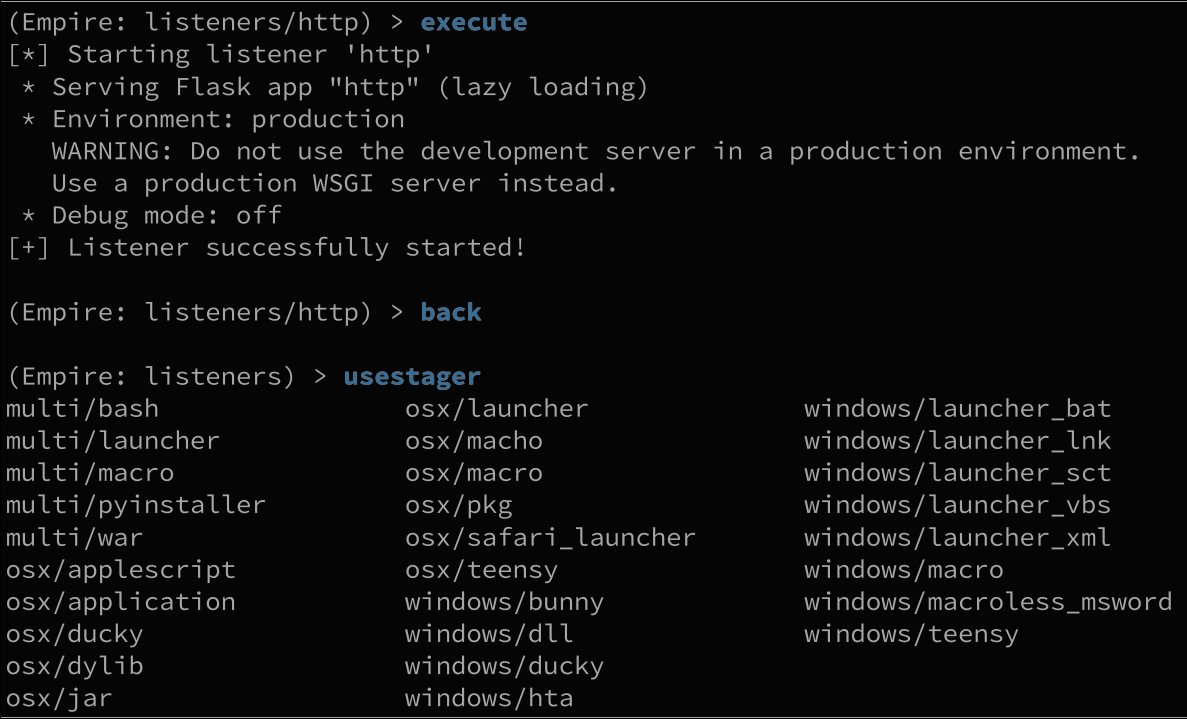 (Empire: listeners/http) > execute
[*] Starting listener 'http'
 * Serving Flask app "http" (lazy loading)
 * Environment: production
   WARNING: Do not use the development server in a production environment.
   Use a production WSGI server instead.
 * Debug mode: off
[+] Listener successfully started!
(Empire: listeners/http) > back
(Empire: listeners) > usestager
multi/bash                osx/launcher              windows/launcher_bat
multi/launcher            osx/macho                 windows/launcher_lnk
multi/macro               osx/macro                 windows/launcher_sct
multi/pyinstaller         osx/pkg                   windows/launcher_vbs
multi/war                 osx/safari_launcher       windows/launcher_xml
osx/applescript           osx/teensy                windows/macro
osx/application           windows/bunny             windows/macroless_msword
osx/ducky                 windows/dll               windows/teensy
osx/dylib                 windows/ducky
osx/jar                   windows/hta